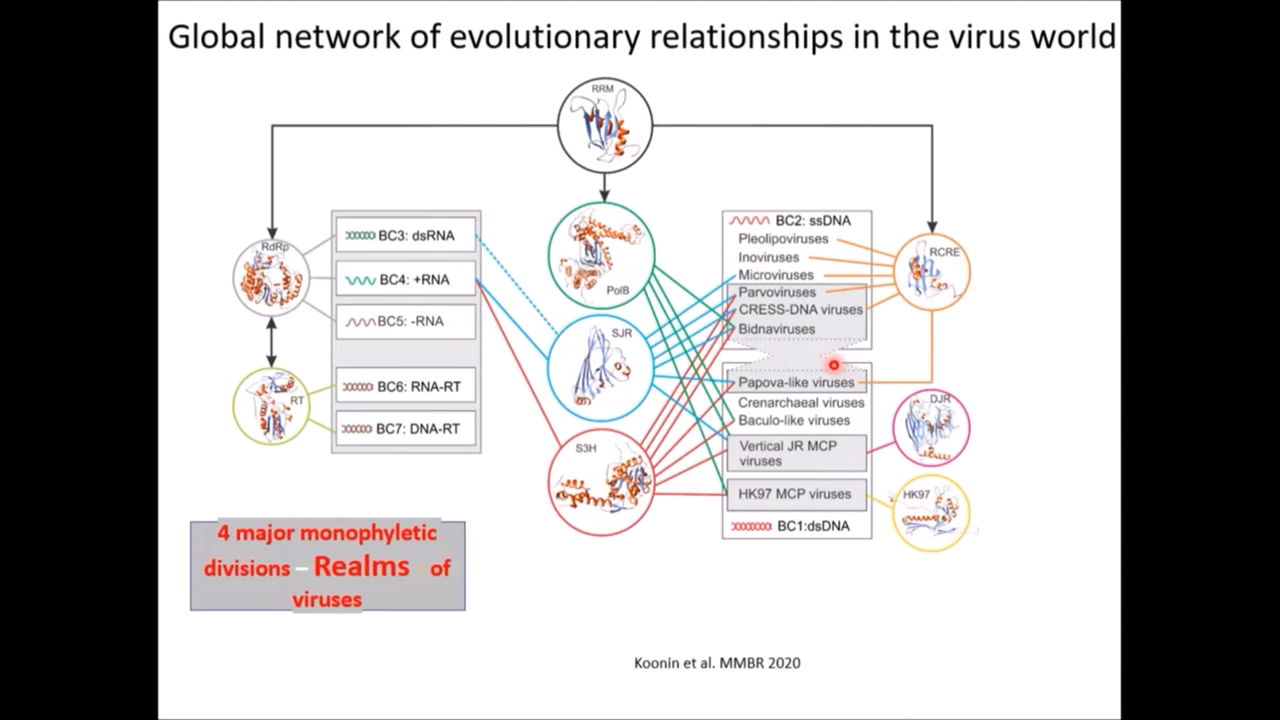 Global network of evolutionary relationships in the virus world
RRM
RdRp
BC3: dsRNA
BC4: +RNA
BC5: -RNA
RT
BC6: RNA-RT
BC7: DNA-RT
PolB
SJR
S3H
BC2: ssDNA
Pleolipoviruses
Inoviruses
Microviruses
Parvoviruses
CRESS-DNA viruses
Bidnaviruses
RCRE
Papova-like viruses
Crenarchaeal viruses
Baculo-like viruses
Vertical JR MCP
viruses
HK97 MCP viruses
BC1:dsDNA
DJR
HK97
4 major monophyletic
divisions – Realms - of
viruses
Koonin et al. MMBR 2020